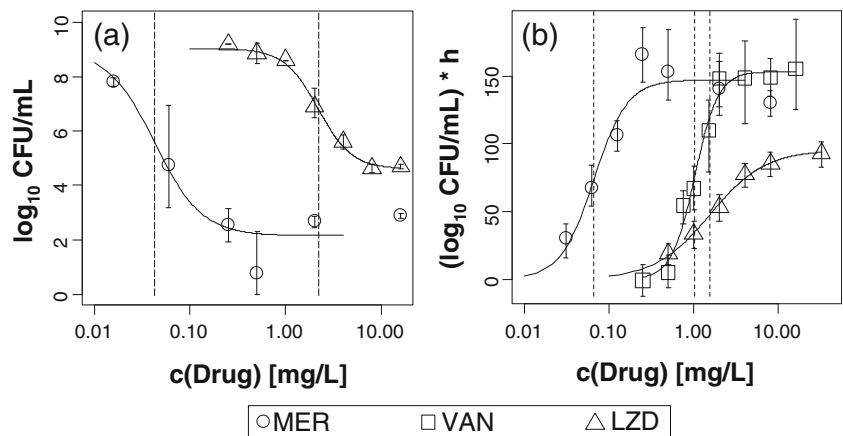 (a)
log10 CFU/mL
10
8
6
4
2
0
0.01 0.10 1.00 10.00
c(Drug) [mg/L]
(b)
(log10 CFU/mL) * h
150
100
50
0
0.01 0.10 1.00 10.00
c(Drug) [mg/L]
MER VAN LZD